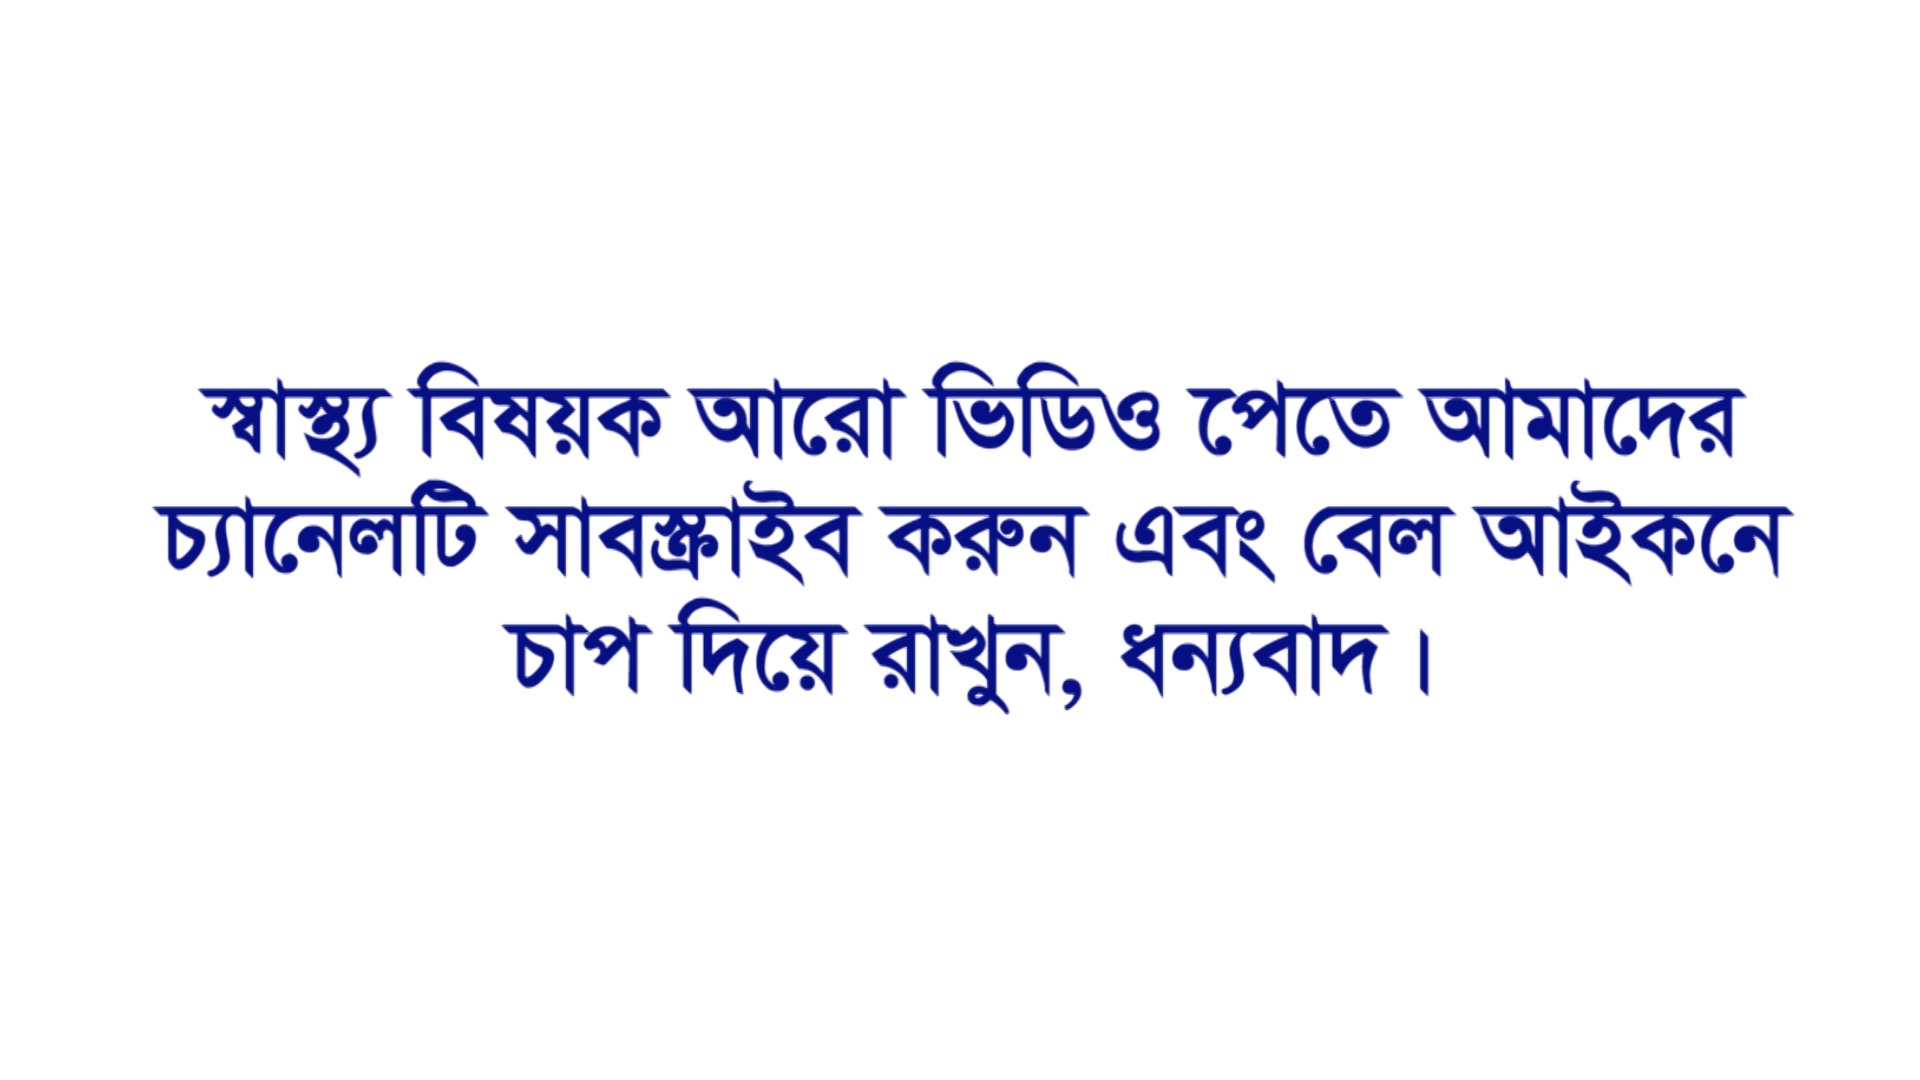 স্বাস্থ্য বিষয়ক আরো ভিডিও পেতে আমাদের
চ্যানেলটি সাবস্ক্রাইব করুন এবং বেল আইকনে
চাপ দিয়ে রাখুন, ধন্যবাদ।